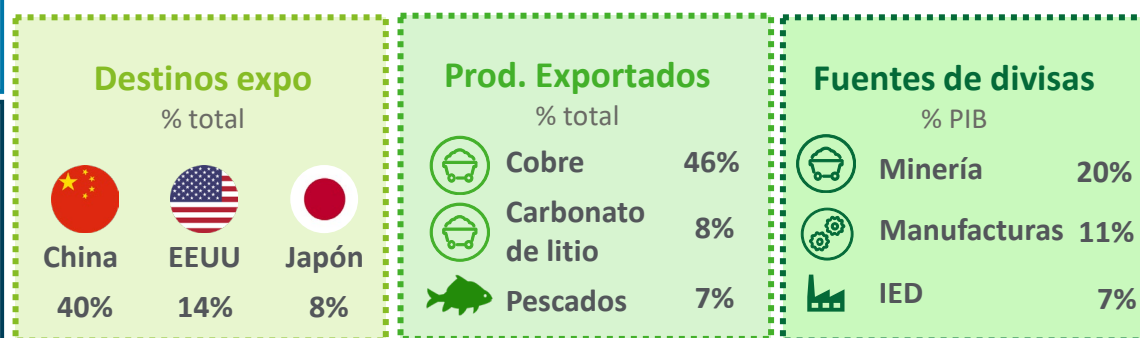 Destinos expo
% total
China
EEUU
Japón
40%
14%
8%
Prod. Exportados
% total
Cobre 46%
Carbonato
de litio 8%
Pescados 7%
Fuentes de divisas
% PIB
Minería 20%
Manufacturas 11%
IED 7%